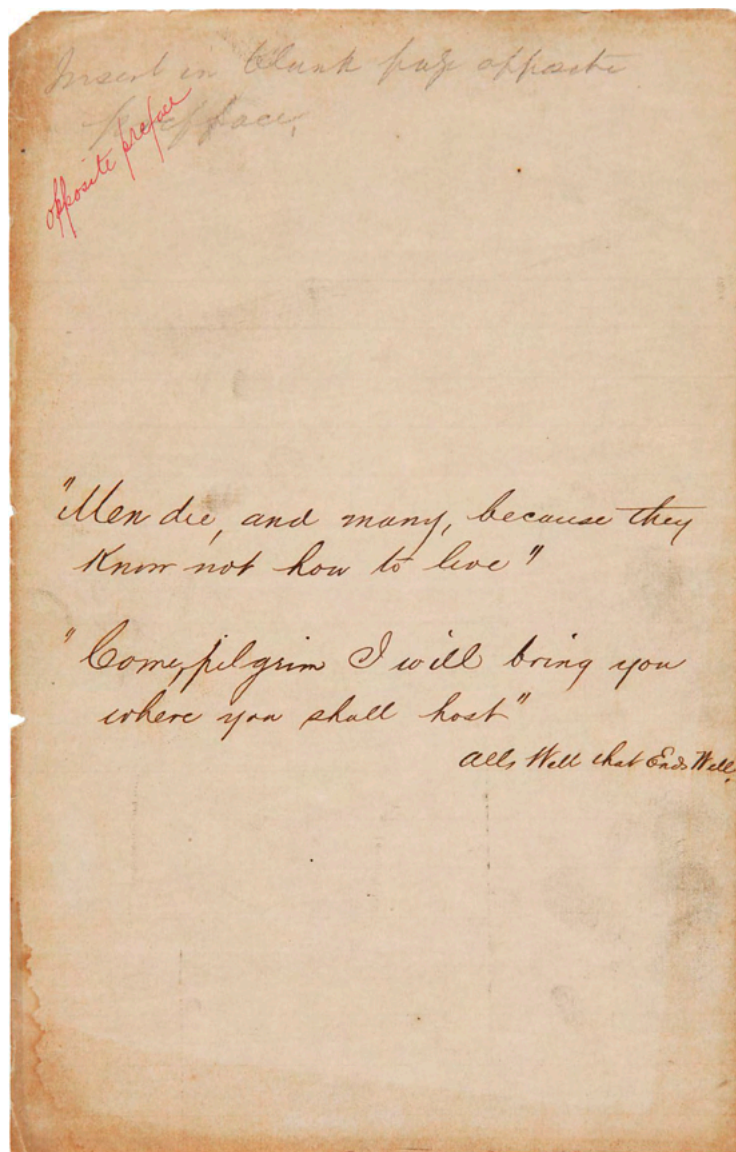 Insert in blank page opposite
preface,
opposite preface
"Men die, and many, because they
know not how to live"
"Come, pilgrim I will bring you
where you shall host"
Alls Well that Ends Well.